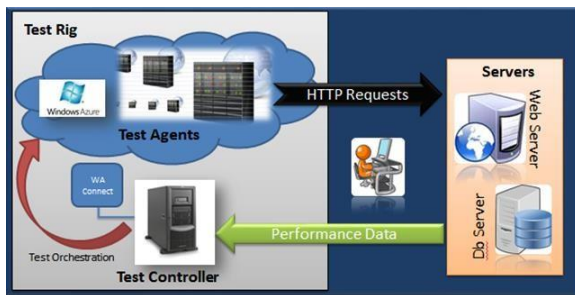 Test Rig
Windows Azure
Test Agents
HTTP Requests
Servers
Web Server
WA
Connect
Db Server
Performance Data
Test Orchestration
Test Controller